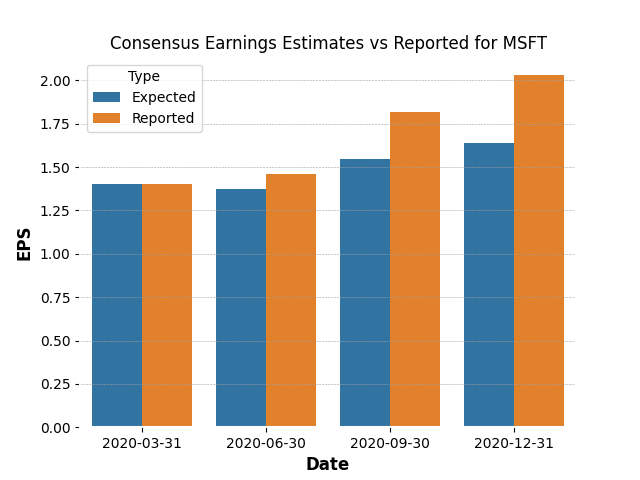 Consensus Earnings Estimates vs Reported for MSFT
Type
Expected
Reported
2.00
1.75
1.50
1.25
1.00
0.75
0.50
0.25
0.00
EPS
2020-03-31 2020-06-30 2020-09-30 2020-12-31
Date